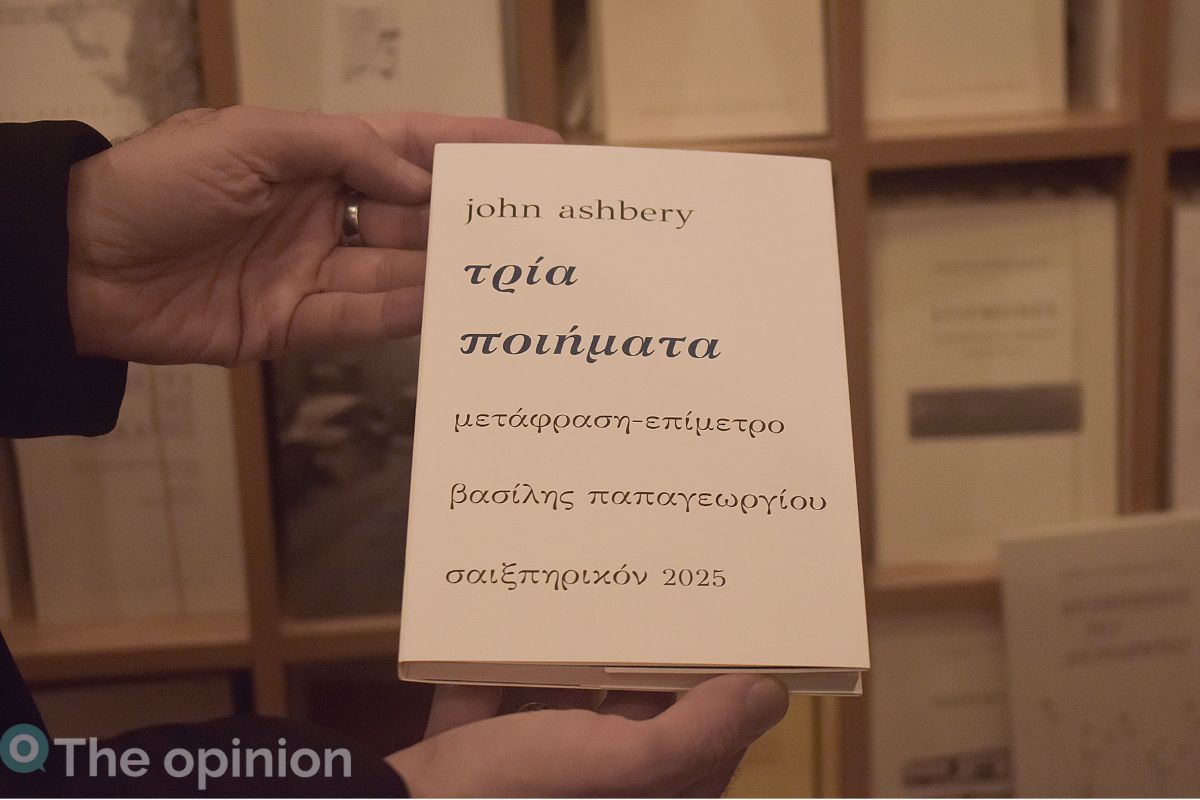 john ashbery
τρία
ποιήματα
μετάφραση-επίμετρο
βασίλης παπαγεωργίου
σαιξπηρικόν 2025
The opinion